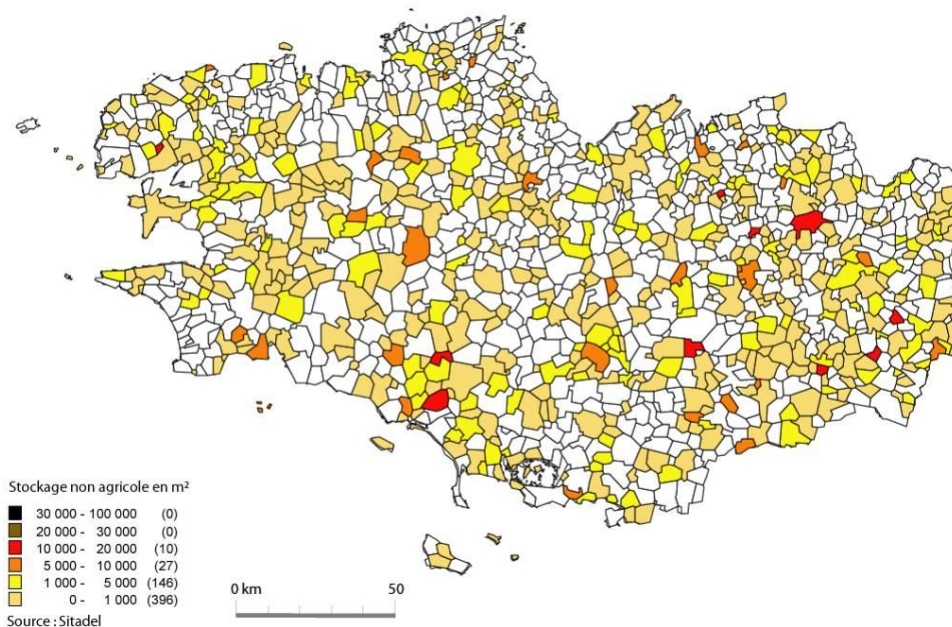 Stockage non agricole en m²
30 000 - 100 000 (0)
20 000 - 30 000 (0)
10 000 - 20 000 (10)
5 000 - 10 000 (27)
1 000 - 5 000 (146)
0 - 1 000 (396)
Source : Sitadel
0 km 50